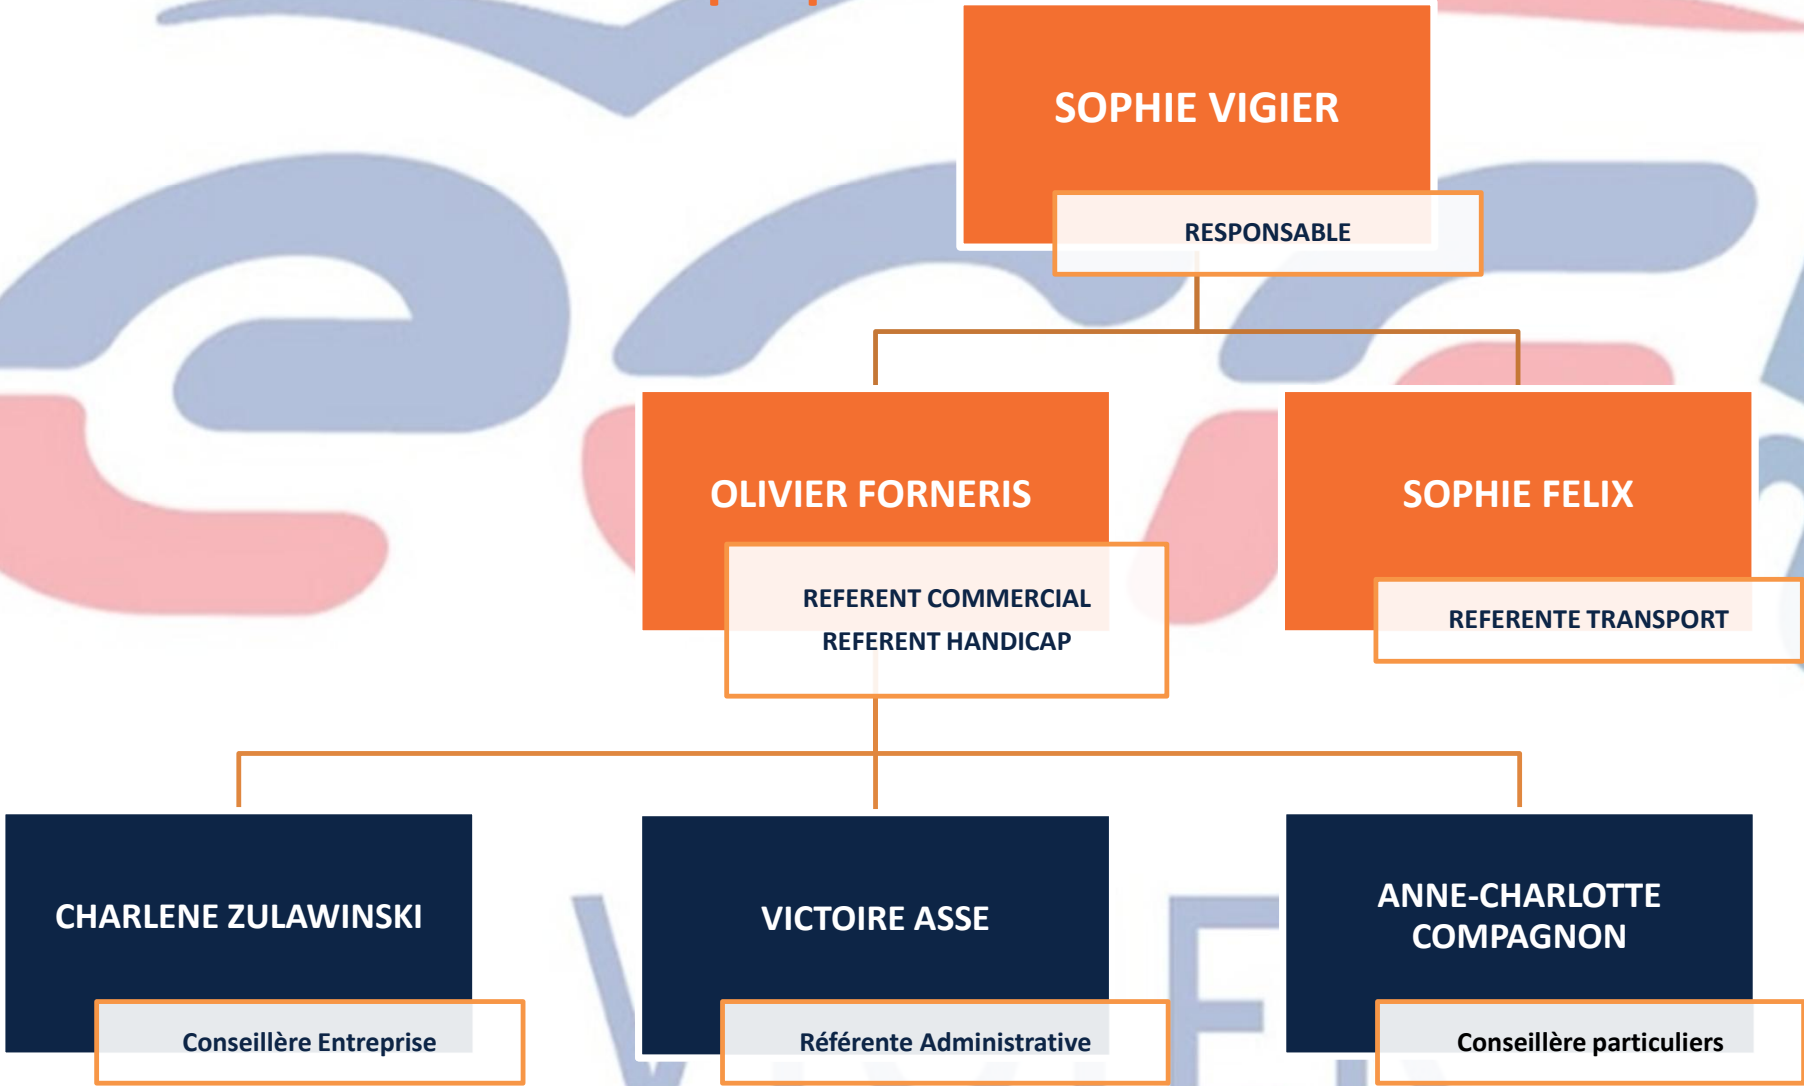 SOPHIE VIGIER
RESPONSABLE
OLIVIER FORNERIS
REFERENT COMMERCIAL
REFERENT HANDICAP
SOPHIE FELIX
REFERENTE TRANSPORT
CHARLENE ZULAWINSKI
Conseillère Entreprise
VICTOIRE ASSE
Référente Administrative
ANNE-CHARLOTTE
COMPAGNON
Conseillère particuliers